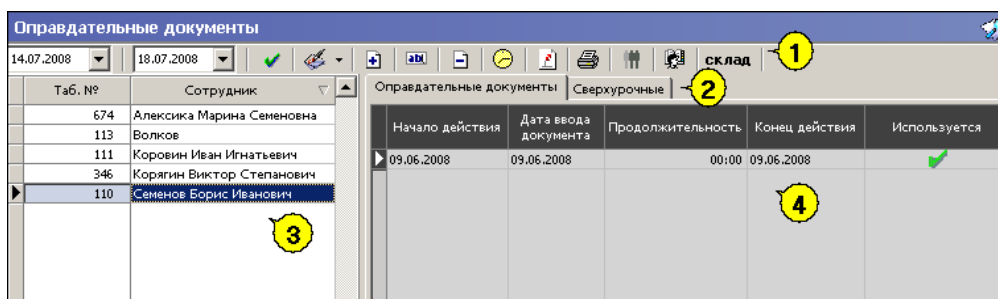 Оправдательные документы
14.07.2008 18.07.2008 abl склад 1
Таб. № Сотрудник
674 Алексика Марина Семеновна
113 Волков
111 Коровин Иван Игнатьевич
346 Корягин Виктор Степанович
110 Семенов Борис Иванович
3
Оправдательные документы Сверхурочные 2
Начало действия Дата ввода документа Продолжительность Конец действия Используется
09.06.2008 09.06.2008 00:00 09.06.2008
4